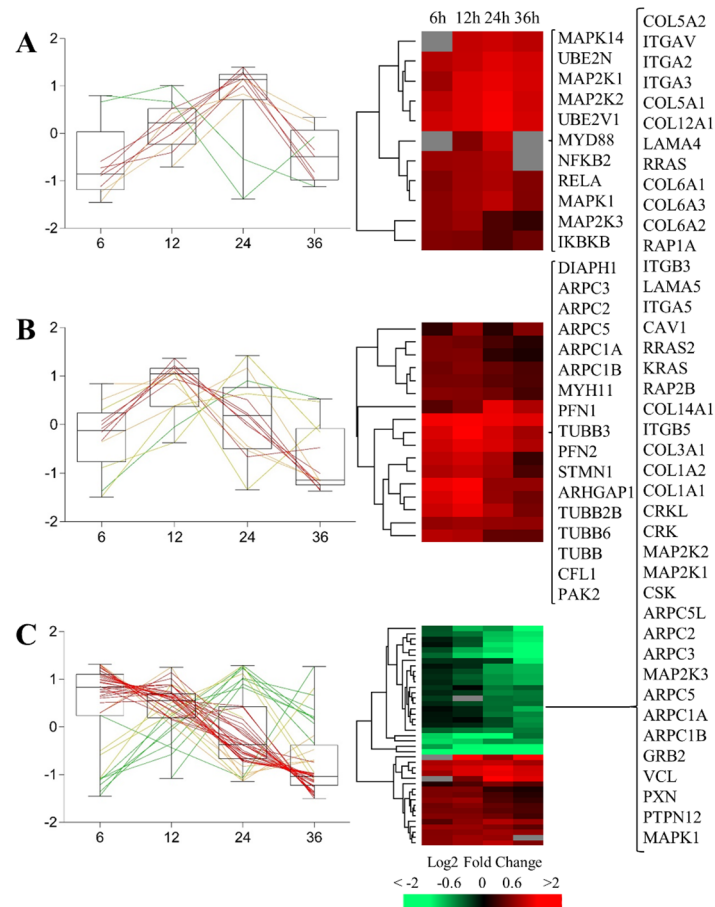 A
2
1
0
-1
-2
6
12
24
36
6h 12h 24h 36h
MAPK14
UBE2N
MAP2K1
MAP2K2
UBE2V1
MYD88
NFKB2
RELA
MAPK1
MAP2K3
IKBKB
B
2
1
0
-1
-2
6
12
24
36
DIAPH1
ARPC3
ARPC2
ARPC5
ARPC1A
ARPC1B
MYH11
PFN1
TUBB3
PFN2
STMN1
ARHGAP1
TUBB2B
TUBB6
TUBB
CFL1
PAK2
C
2
1
0
-1
-2
6
12
24
36
COL5A2
ITGAV
ITGA2
ITGA3
COL5A1
COL12A1
LAMA4
RRAS
COL6A1
COL6A3
COL6A2
RAP1A
ITGB3
LAMA5
ITGA5
CAV1
RRAS2
KRAS
RAP2B
COL14A1
ITGB5
COL3A1
COL1A2
COL1A1
CRKL
CRK
MAP2K2
MAP2K1
CSK
ARPC5L
ARPC2
ARPC3
MAP2K3
ARPC5
ARPC1A
ARPC1B
GRB2
VCL
PXN
PTPN12
MAPK1
Log2 Fold Change
< -2 -0.6 0 0.6 >2